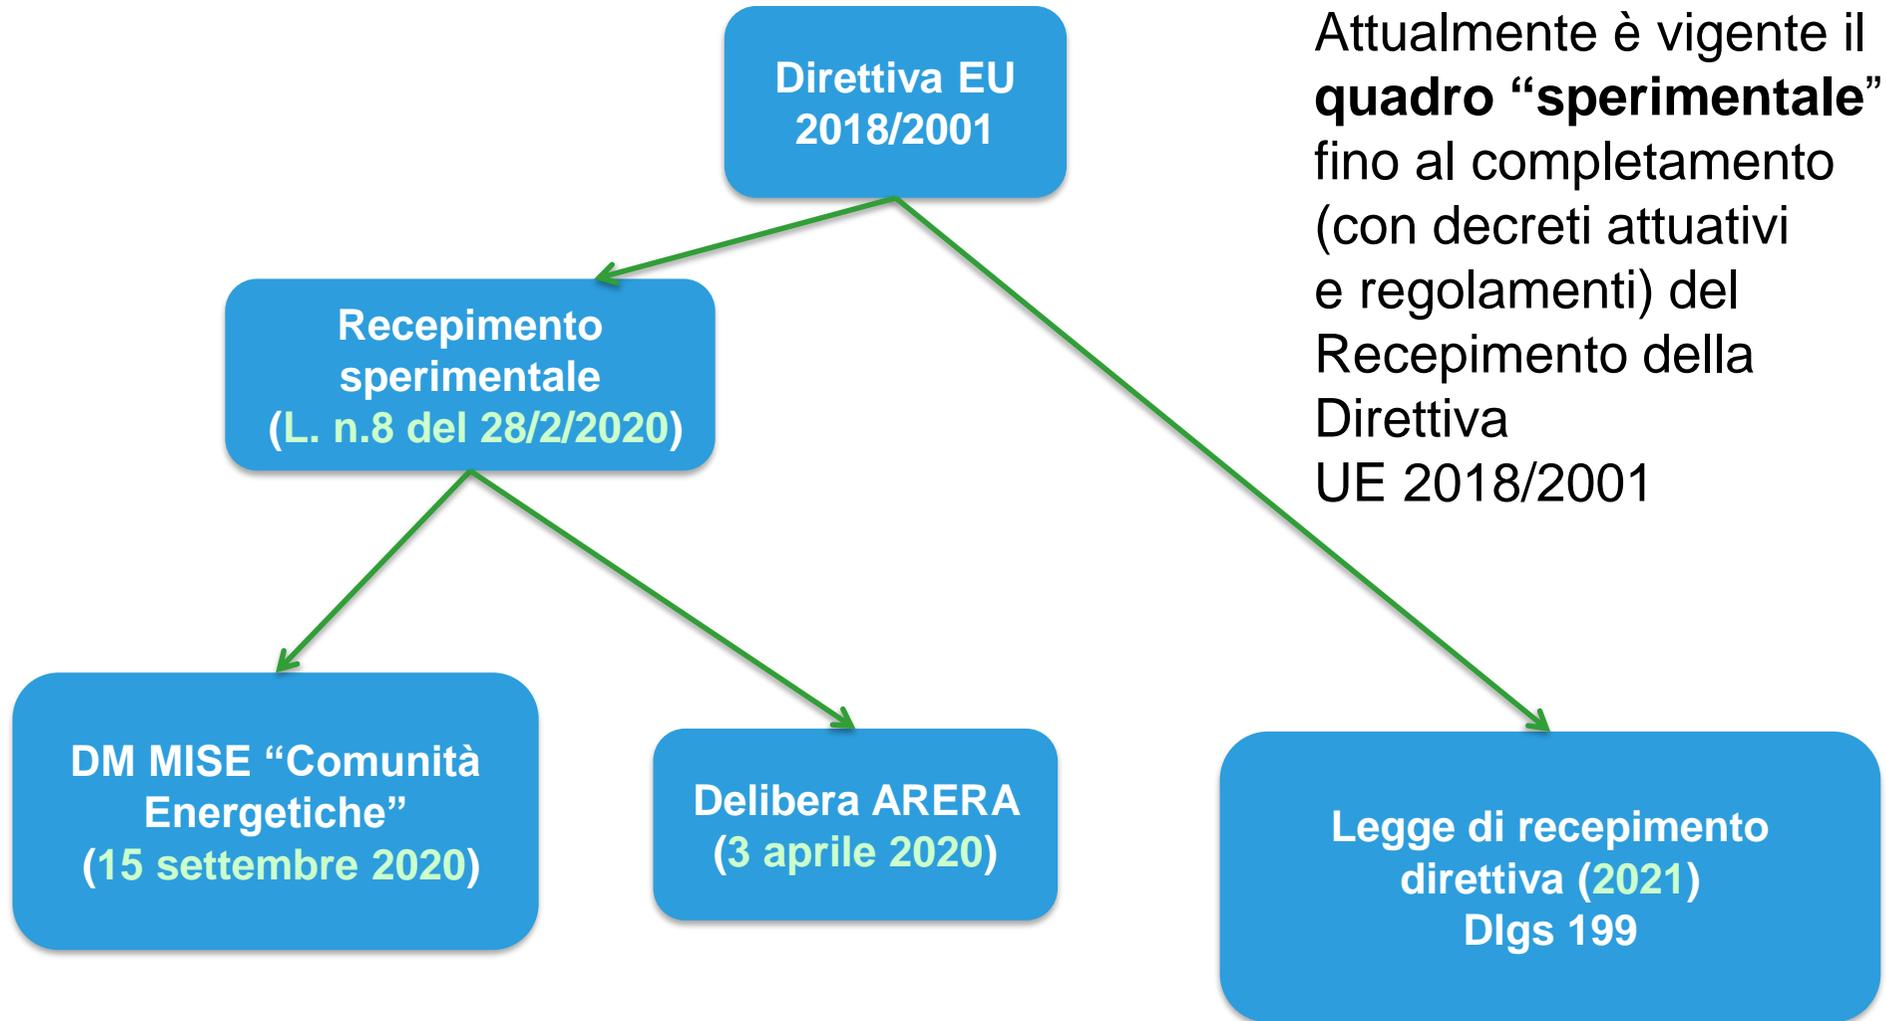 Direttiva EU
2018/2001
Attualmente è vigente il
quadro “sperimentale”
fino al completamento
(con decreti attuativi
e regolamenti) del
Recepimento della
Direttiva
UE 2018/2001
Recepimento
sperimentale
(L. n.8 del 28/2/2020)
DM MISE “Comunità
Energetiche”
(15 settembre 2020)
Delibera ARERA
(3 aprile 2020)
Legge di recepimento
direttiva (2021)
Dlgs 199